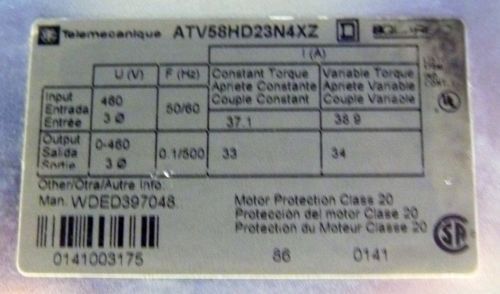 Telemecanique ATV58HD23N4XZ
I (A)
U (V) F (Hz) Constant Torque Variable Torque
Apriete Constante Apriete Variable
Couple Constant Couple Variable
Input
Entrada
Entrée
460
3 Ø
50/60
37.1
38.9
Output
Salida
Sortie
0-460
3 Ø
0.1/500
33
34
Other/Otra/Autre Info.
Man. WDED397048
Motor Protection Class 20
Protección del motor Clase 20
Protection du Moteur Classe 20
0141003175
86 0141